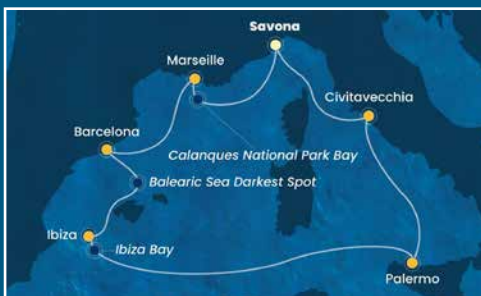 Savona
Marseille
Civitavecchia
Barcelona
Calanques National Park Bay
Balearic Sea Darkest Spot
Ibiza
Ibiza Bay
Palermo